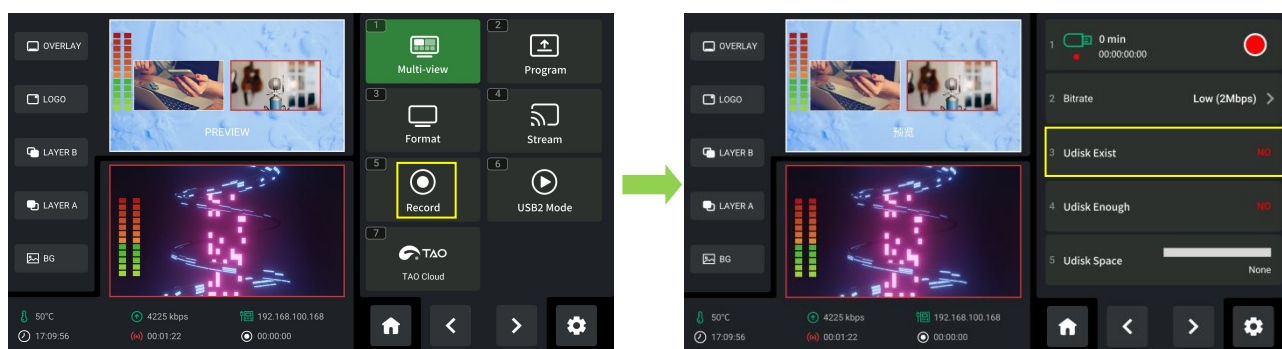 OVERLAY
LOGO
LAYER B
LAYER A
BG
PREVIEW
1
Multi-view
2
Program
3
Format
4
Stream
5
Record
6
USB2 Mode
7
TAO
TAO Cloud
50°C
4225 kbps
192.168.100.168
17:09:56
00:01:22
00:00:00
OVERLAY
LOGO
LAYER B
LAYER A
BG
预览
1 0 min
00:00:00:00
2 Bitrate Low (2Mbps) >
3 Udisk Exist NO
4 Udisk Enough NO
5 Udisk Space
None
50°C
4225 kbps
192.168.100.168
17:09:56
00:01:22
00:00:00